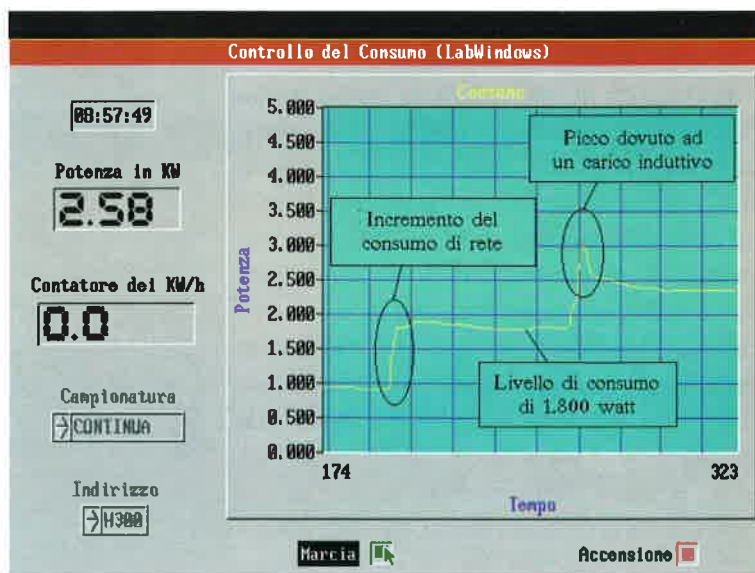 Controllo del Consumo (LabWindows)
08:57:49
Potenza in KW
2.58
Contatore dei KW/h
0.0
Campionatura
CONTINUA
Indirizzo
H300
Consumo
5.000
4.500
4.000
3.500
3.000
2.500
2.000
1.500
1.000
0.500
0.000
Potenza
Picco dovuto ad
un carico induttivo
Incremento del
consumo di rete
Livello di consumo
di 1.800 watt
174
323
Tempo
Marcia
Accensione